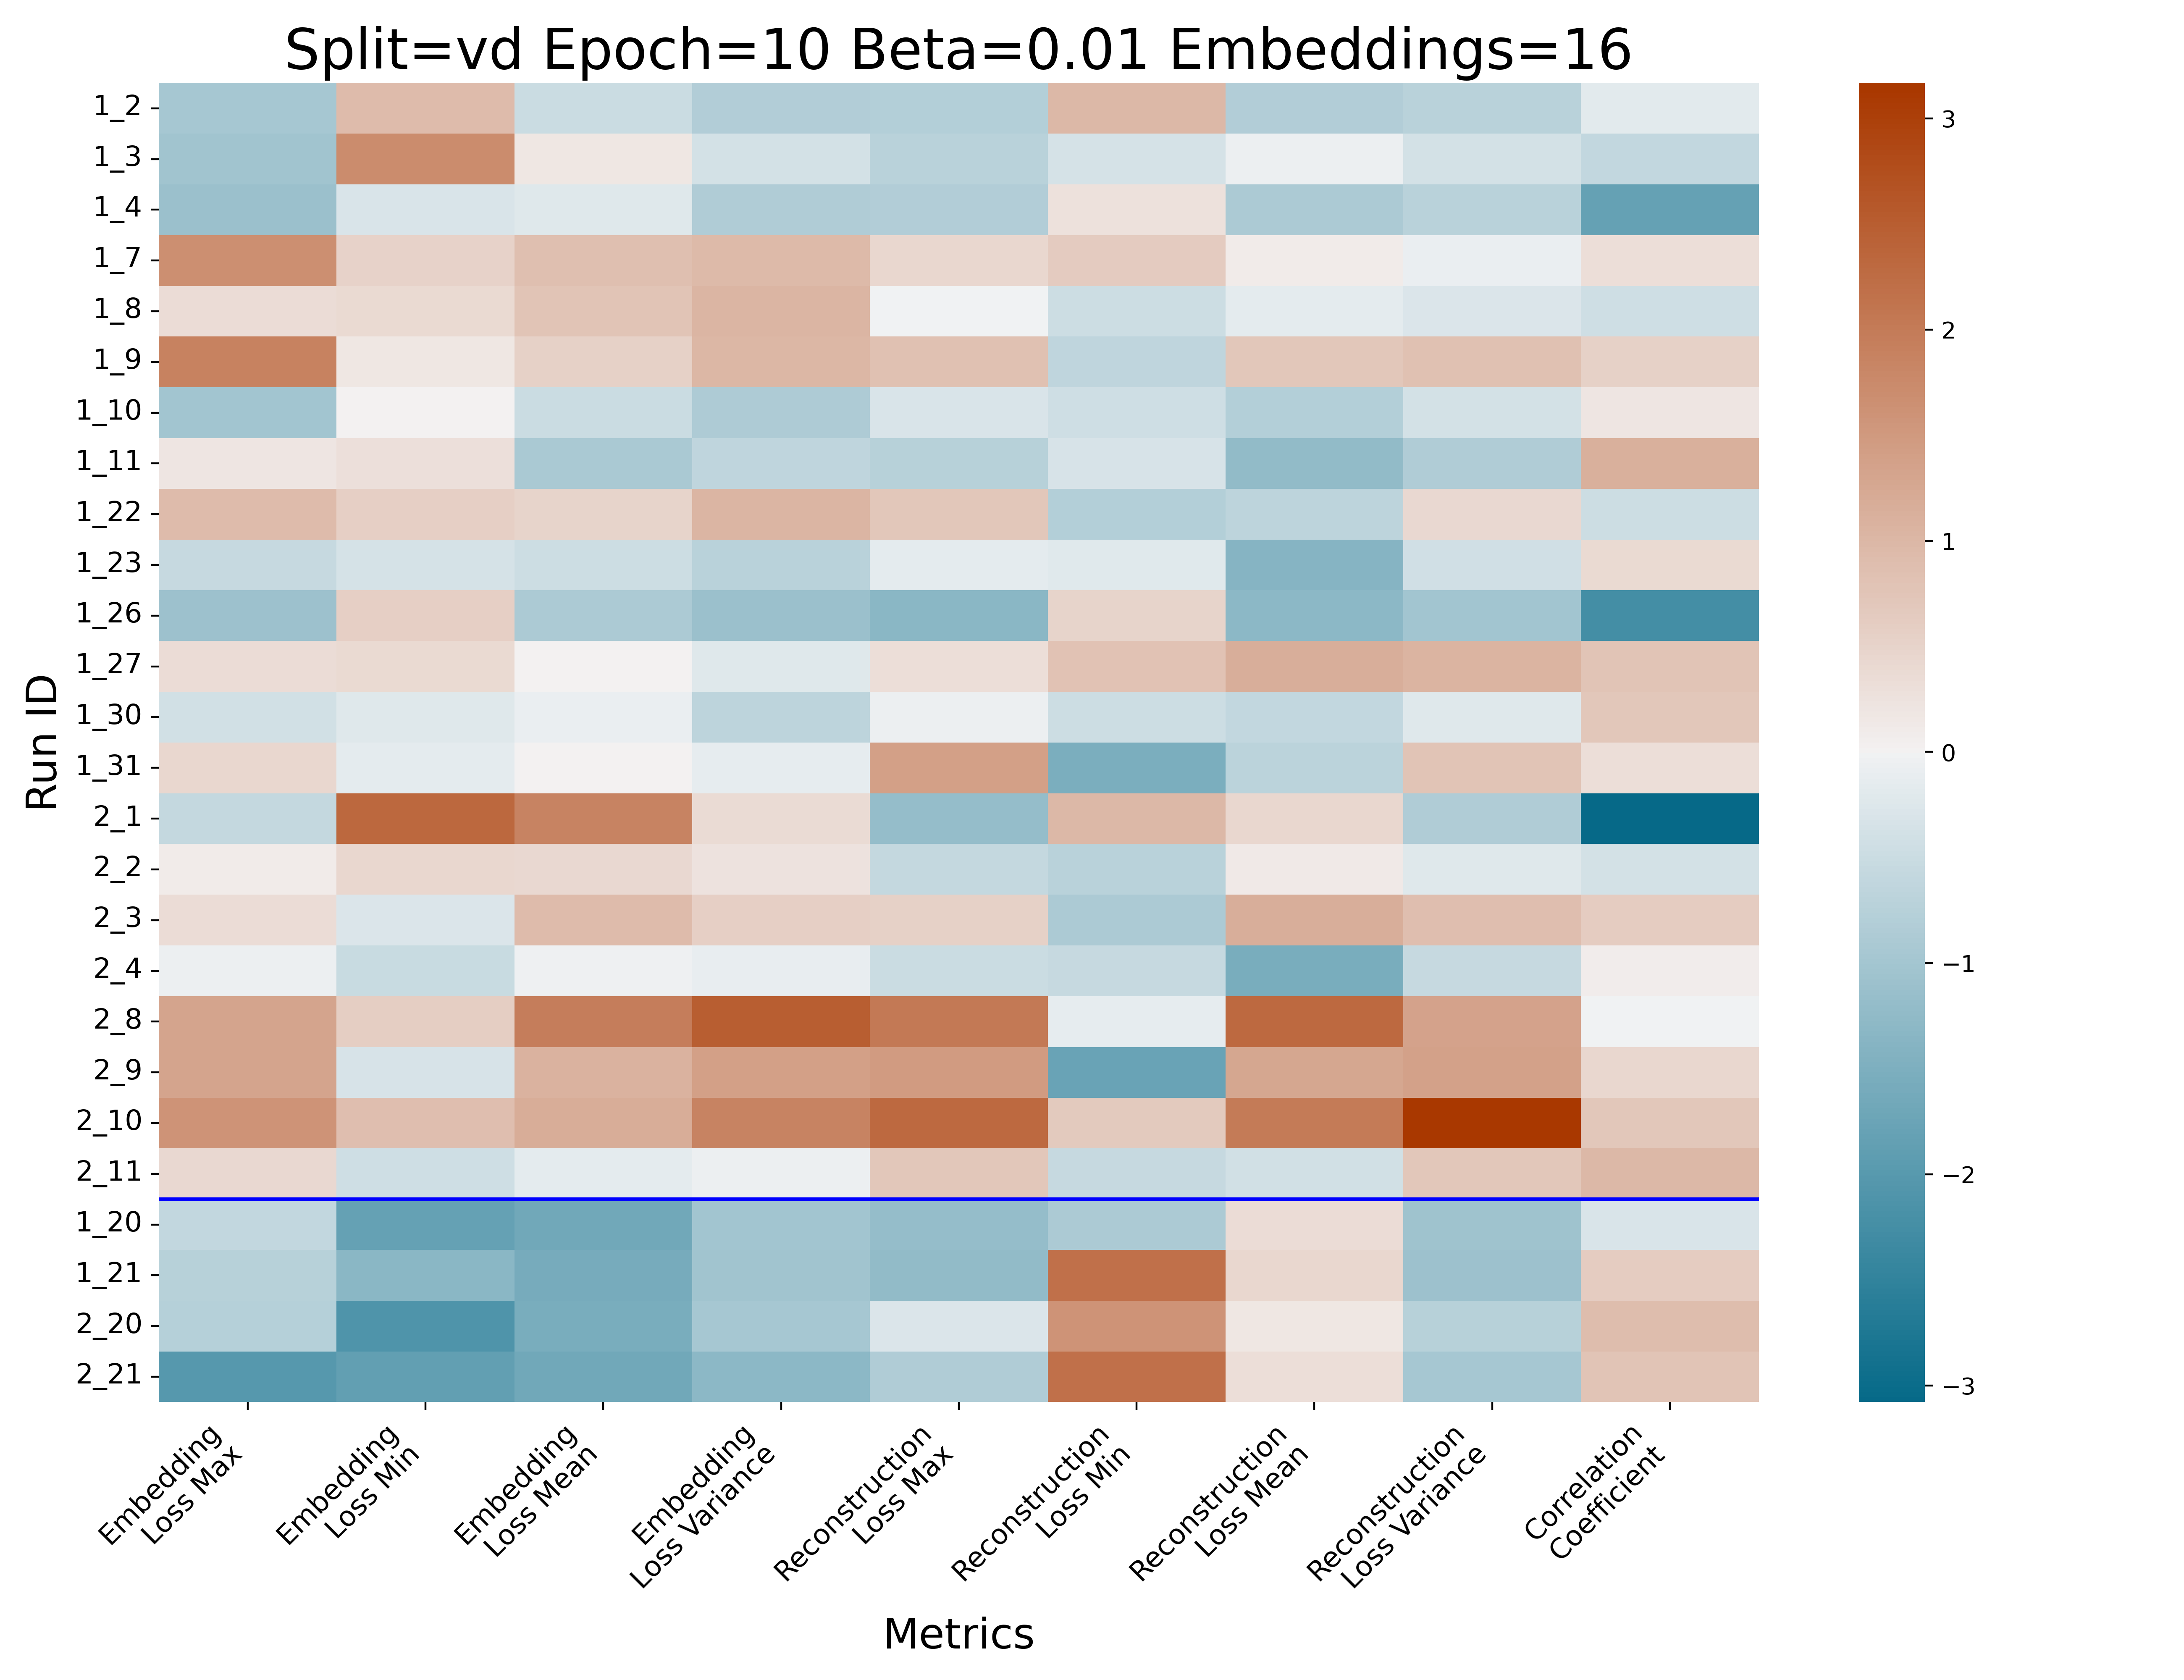 Split=vd Epoch=10 Beta=0.01 Embeddings=16
Run ID
1_2
1_3
1_4
1_7
1_8
1_9
1_10
1_11
1_22
1_23
1_26
1_27
1_30
1_31
2_1
2_2
2_3
2_4
2_8
2_9
2_10
2_11
1_20
1_21
2_20
2_21
3
2
1
0
−1
−2
−3
Embedding
Loss Max
Embedding
Loss Min
Embedding
Loss Mean
Embedding
Loss Variance
Reconstruction
Loss Max
Reconstruction
Loss Min
Reconstruction
Loss Mean
Reconstruction
Loss Variance
Correlation
Coefficient
Metrics